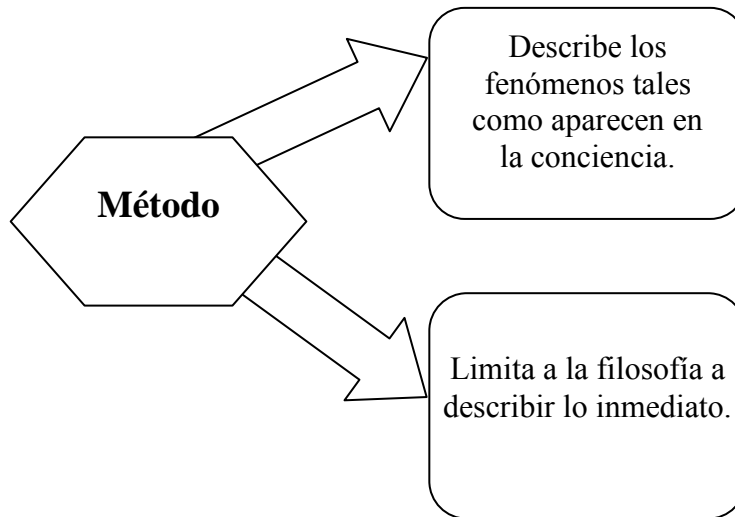 Método
Describe los
fenómenos tales
como aparecen en
la conciencia.
Limita a la filosofía a
describir lo inmediato.